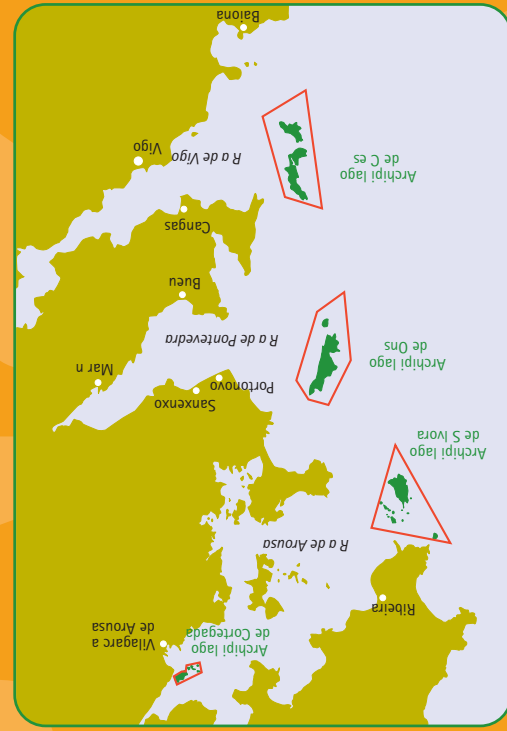 Archipi lago
de Cortegada
Vilagarc a
de Arousa
Ribeira
R a de Arousa
Archipi lago
de S lvora
Sanxenxo
Portonovo
Mar n
Archipi lago
de Ons
R a de Pontevedra
Bueu
Cangas
Archipi lago
de C es
R a de Vigo
Vigo
Baiona